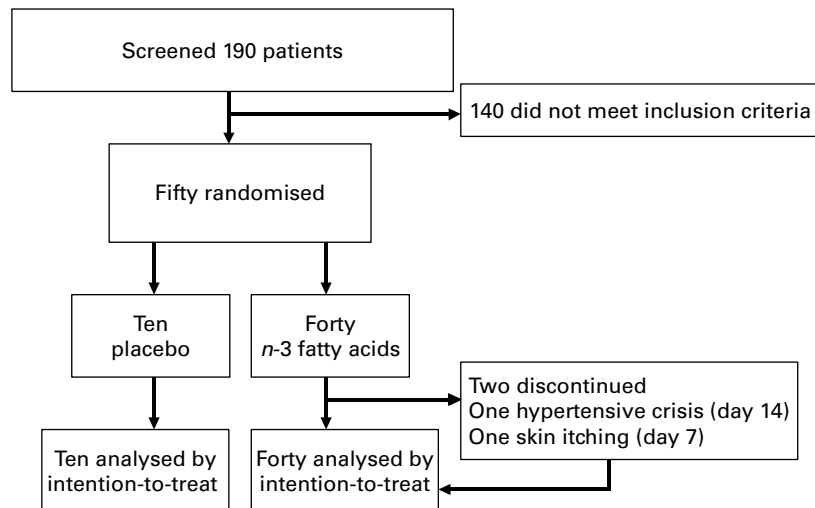 Screened 190 patients
140 did not meet inclusion criteria
Fifty randomised
Ten
placebo
Forty
n-3 fatty acids
Two discontinued
One hypertensive crisis (day 14)
One skin itching (day 7)
Ten analysed by
intention-to-treat
Forty analysed by
intention-to-treat